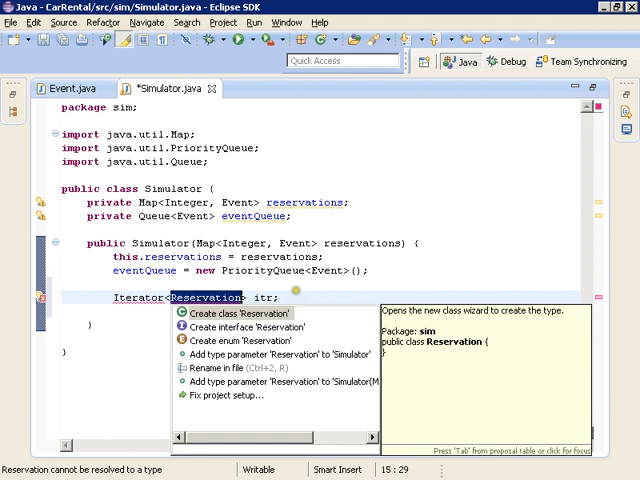 Java - CarRental/src/sim/Simulator.java - Eclipse SDK
File Edit Source Refactor Navigate Search Project Run Window Help
Quick Access
Java Debug Team Synchronizing
Event.java *Simulator.java
package sim;
import java.util.Map;
import java.util.PriorityQueue;
import java.util.Queue;
public class Simulator {
private Map<Integer, Event> reservations;
private Queue<Event> eventQueue;
public Simulator(Map<Integer, Event> reservations) {
this.reservations = reservations;
eventQueue = new PriorityQueue<Event>();
Iterator<Reservation> itr;
}
}
Create class 'Reservation'
Create interface 'Reservation'
Create enum 'Reservation'
Add type parameter 'Reservation' to 'Simulator'
Rename in file (Ctrl+2, R)
Add type parameter 'Reservation' to 'Simulator(M
Fix project setup...
Opens the new class wizard to create the type.
Package: sim
public class Reservation {
}
Press 'Tab' from proposal table or click for focus
Reservation cannot be resolved to a type
Writable
Smart Insert
15 : 29